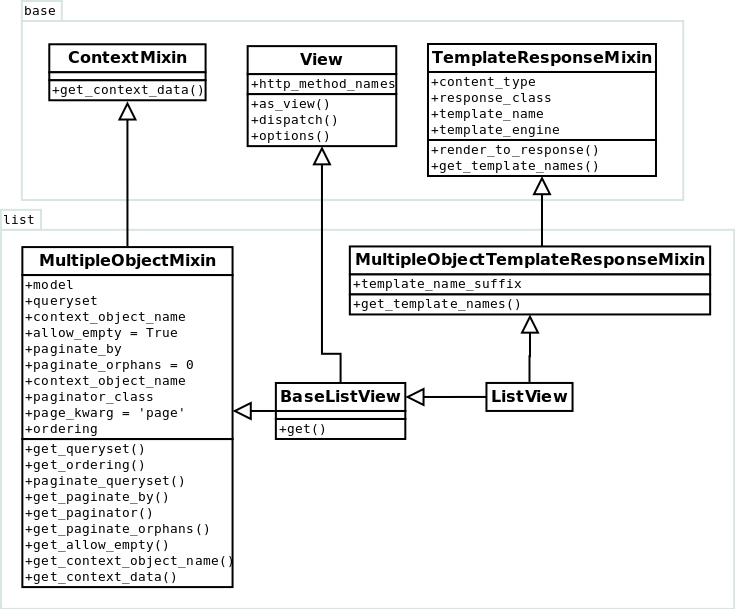 base
ContextMixin
+get_context_data()
View
+http_method_names
+as_view()
+dispatch()
+options()
TemplateResponseMixin
+content_type
+response_class
+template_name
+template_engine
+render_to_response()
+get_template_names()
list
MultipleObjectMixin
+model
+queryset
+context_object_name
+allow_empty = True
+paginate_by
+paginate_orphans = 0
+context_object_name
+paginator_class
+page_kwarg = 'page'
+ordering
+get_queryset()
+get_ordering()
+paginate_queryset()
+get_paginate_by()
+get_paginator()
+get_paginate_orphans()
+get_allow_empty()
+get_context_object_name()
+get_context_data()
MultipleObjectTemplateResponseMixin
+template_name_suffix
+get_template_names()
BaseListView
+get()
ListView